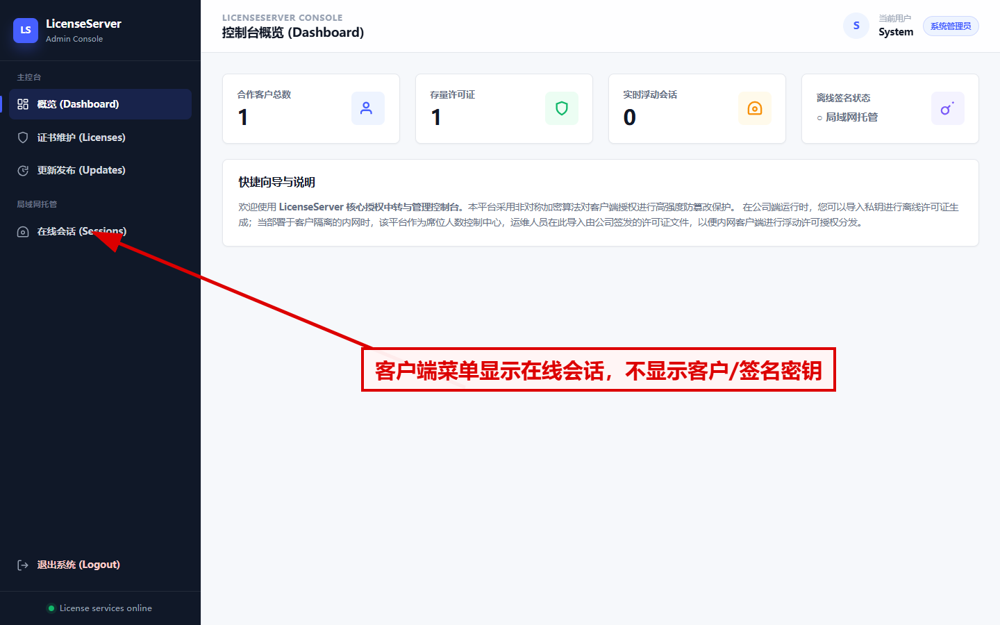 LS
LicenseServer
Admin Console
主控台
概览 (Dashboard)
证书维护 (Licenses)
更新发布 (Updates)
局域网托管
在线会话 (Sessions)
退出系统 (Logout)
License services online
LICENSESERVER CONSOLE
控制台概览 (Dashboard)
S
当前用户
System
系统管理员
合作客户总数
1
存量许可证
1
实时浮动会话
0
离线签名状态
○ 局域网托管
快捷向导与说明
欢迎使用 LicenseServer 核心授权中转与管理控制台。本平台采用非对称加密算法对客户端授权进行高强度防篡改保护。 在公司端运行时，您可以导入私钥进行离线许可证生
成；当部署于客户隔离的内网时，该平台作为席位人数控制中心，运维人员在此导入由公司签发的许可证文件，以便内网客户端进行浮动许可授权分发。
客户端菜单显示在线会话，不显示客户/签名密钥